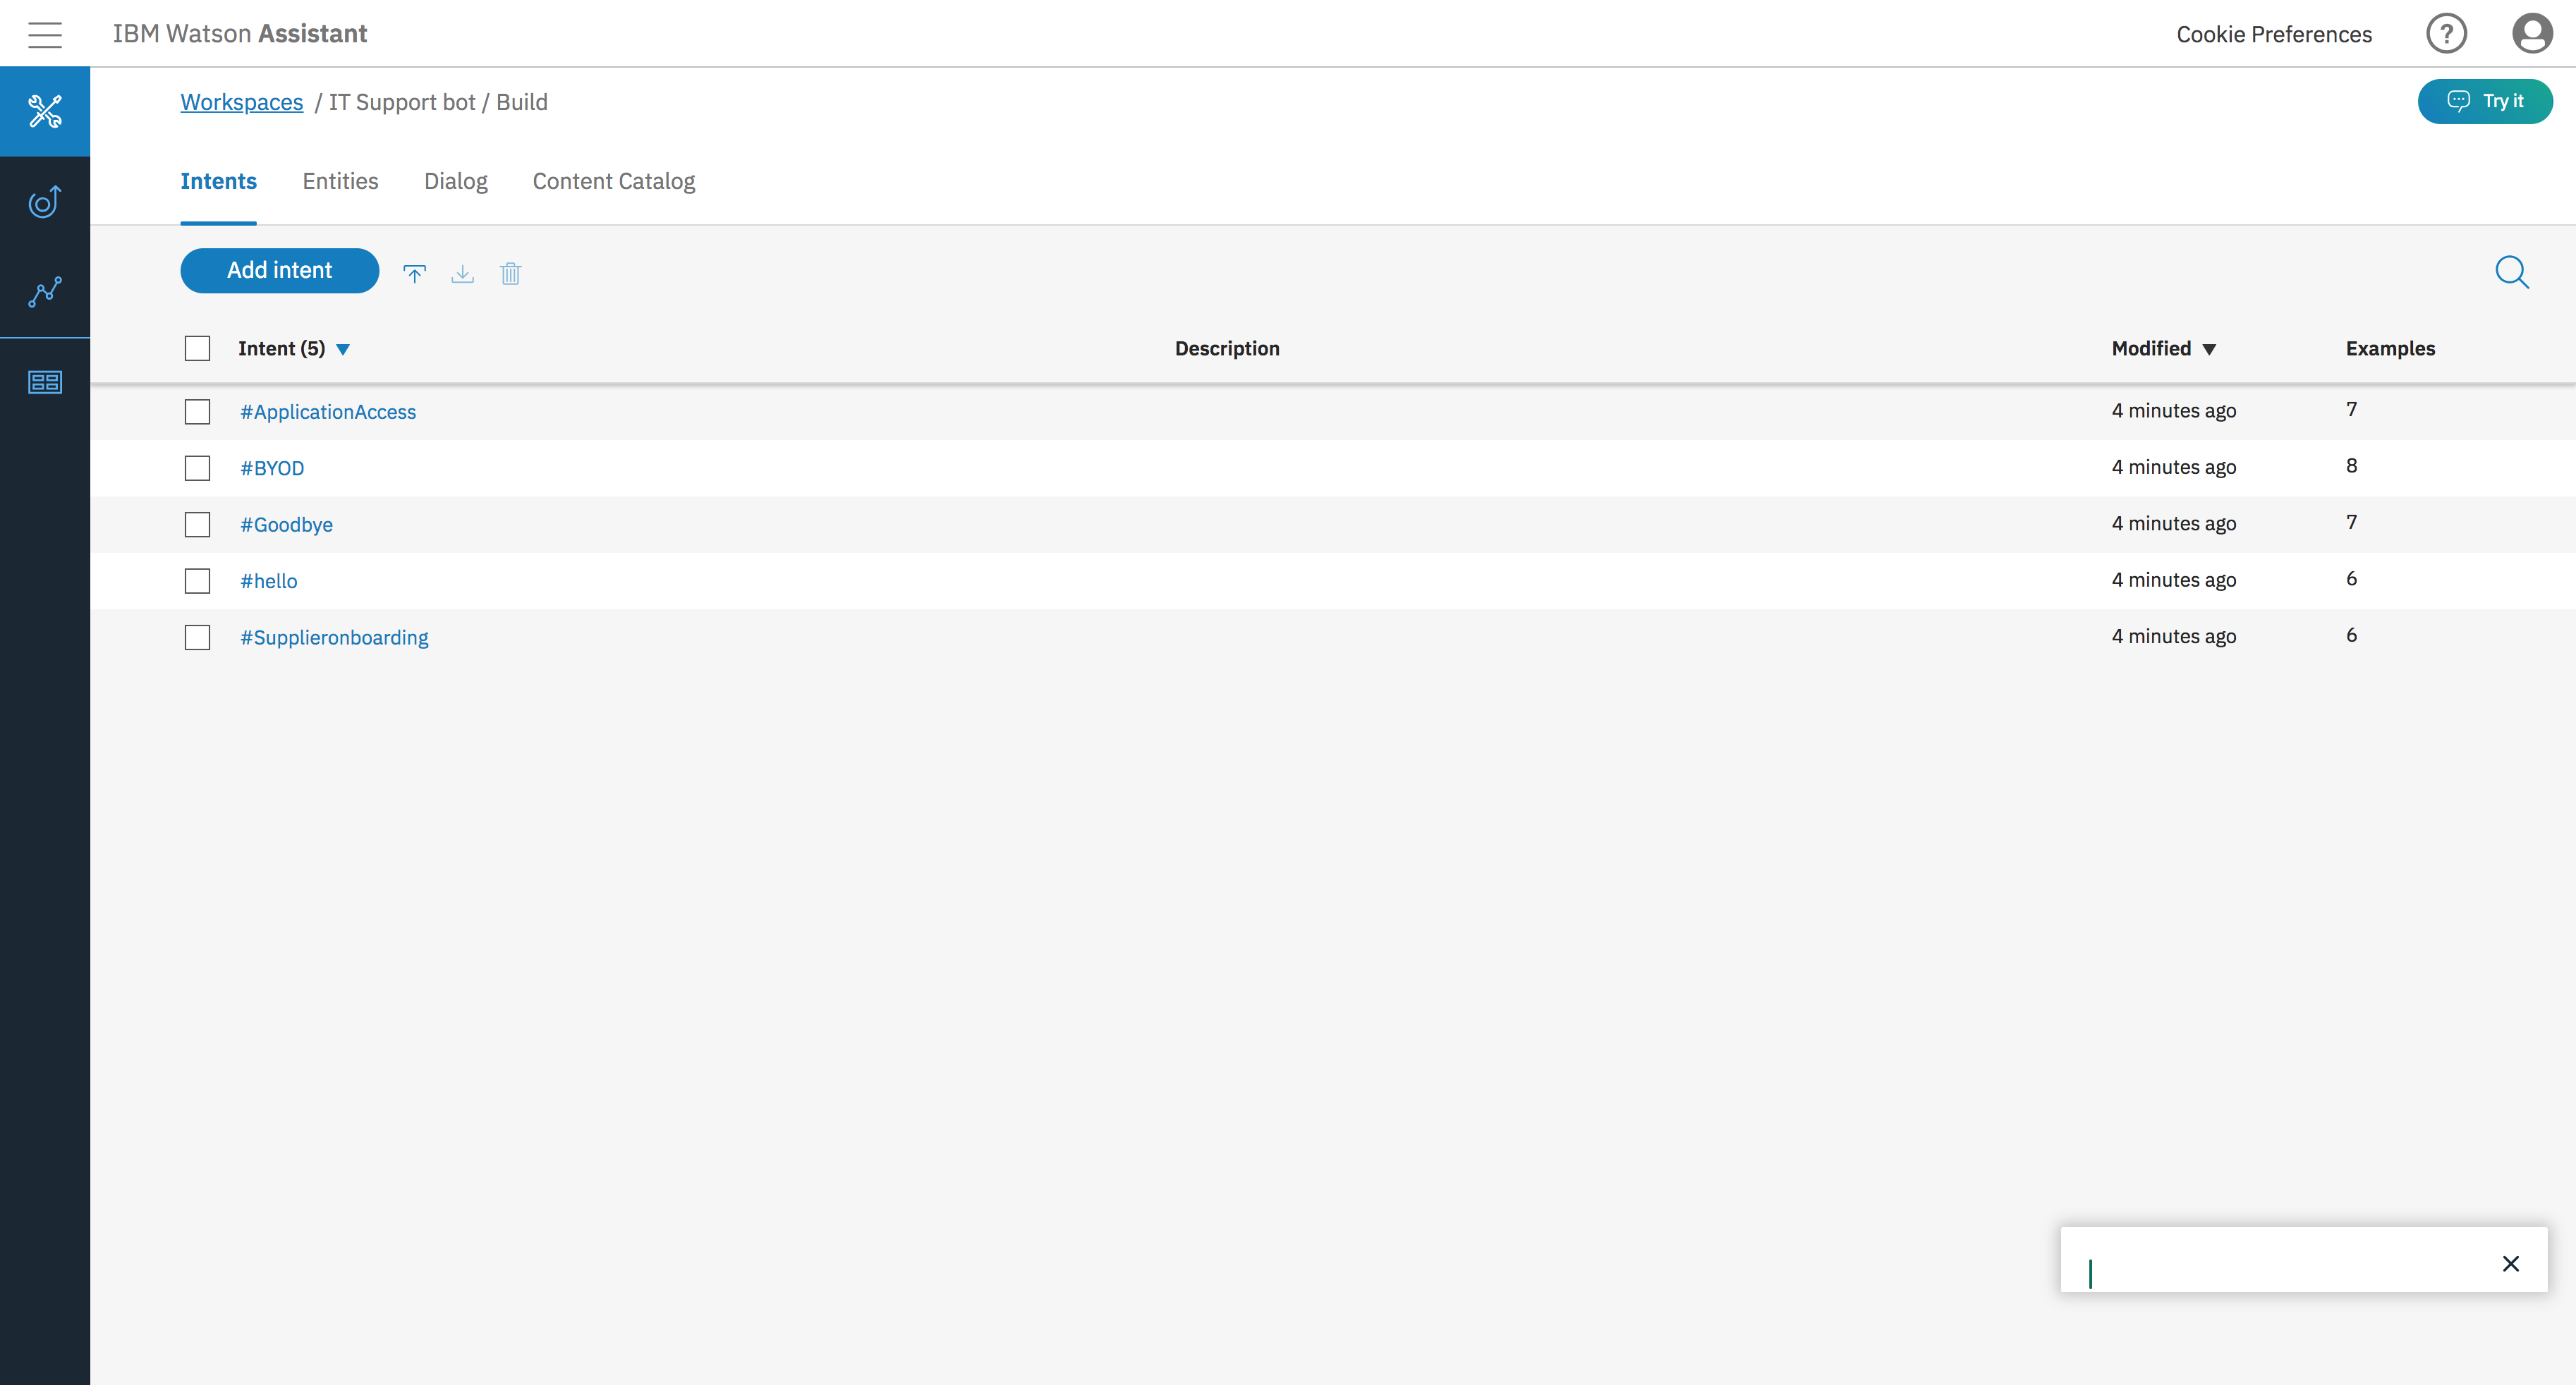 IBM Watson Assistant
Cookie Preferences
?
Workspaces / IT Support bot / Build
Try it
Intents Entities Dialog Content Catalog
Add intent
Intent (5) Description Modified Examples
#ApplicationAccess 4 minutes ago 7
#BYOD 4 minutes ago 8
#Goodbye 4 minutes ago 7
#hello 4 minutes ago 6
#Supplieronboarding 4 minutes ago 6